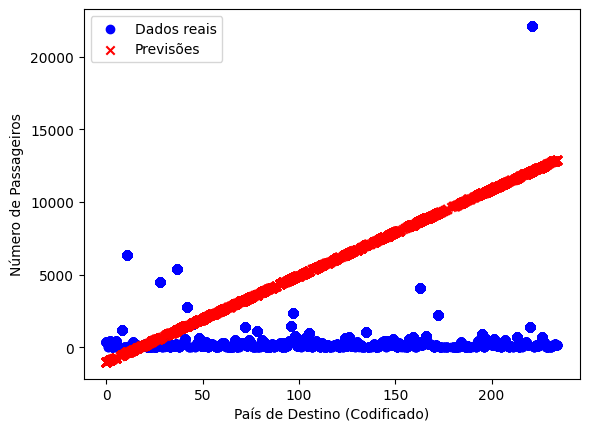 Dados reais
Previsões
Número de Passageiros
20000
15000
10000
5000
0
0
50
100
150
200
País de Destino (Codificado)